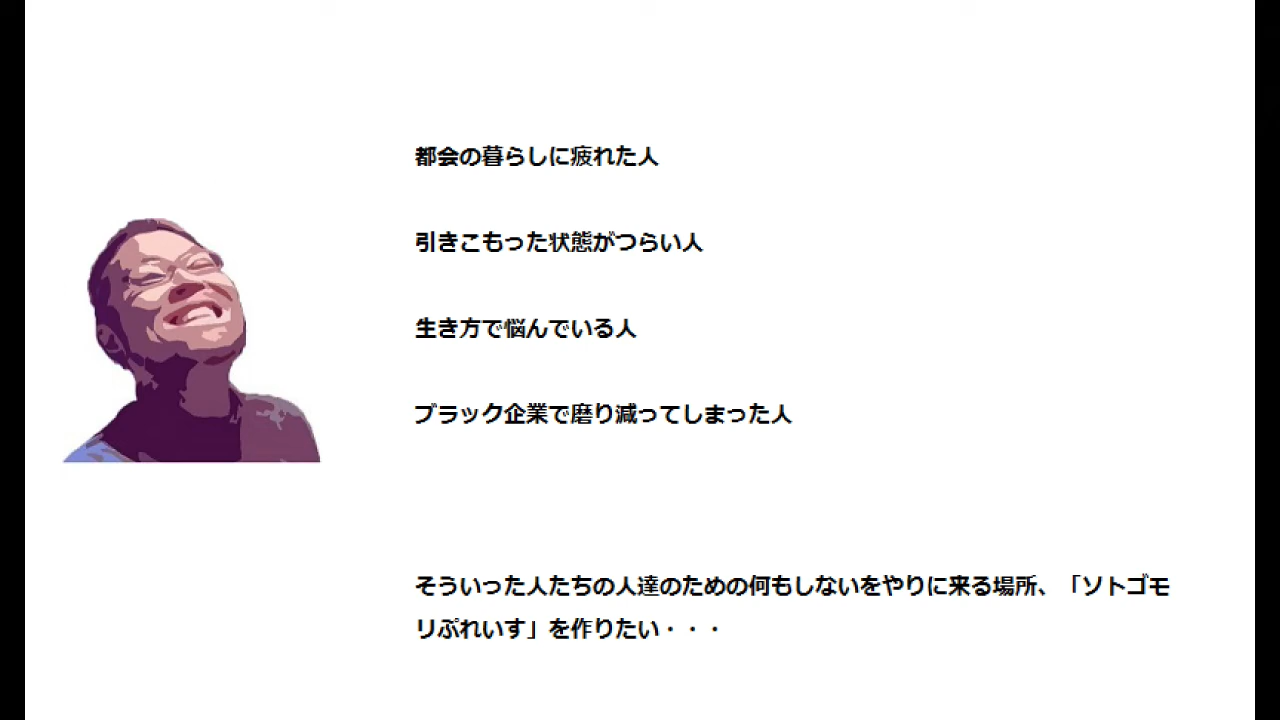 都会の暮らしに疲れた人
引きこもった状態がつらい人
生き方で悩んでいる人
ブラック企業で磨り減ってしまった人
そういった人たちの人達のための何もしないをやりに来る場所、「ソトゴモ
リぷれいす」を作りたい・・・